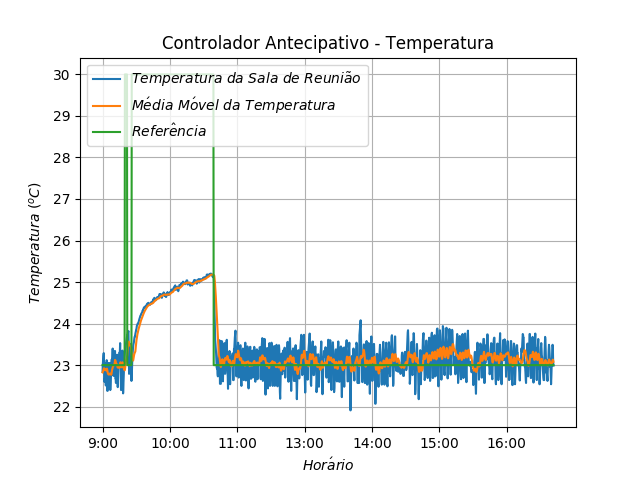 Controlador Antecipativo - Temperatura
Temperatura da Sala de Reunião
Média Móvel da Temperatura
Referência
30
29
28
27
26
25
24
23
22
Temperatura (°C)
9:00 10:00 11:00 13:00 14:00 15:00 16:00
Horário